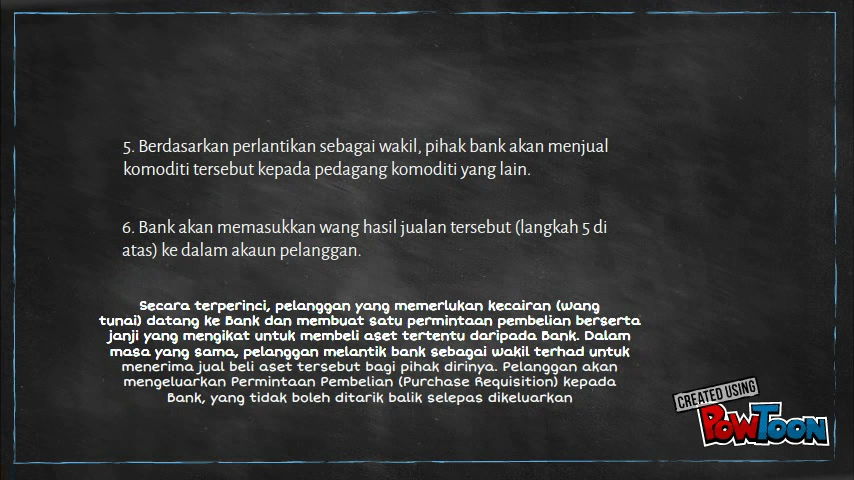 5. Berdasarkan perlantikan sebagai wakil, pihak bank akan menjual
komoditi tersebut kepada pedagang komoditi yang lain.
6. Bank akan memasukkan wang hasil jualan tersebut (langkah 5 di
atas) ke dalam akaun pelanggan.
Secara terperinci, pelanggan yang memerlukan kecairan (wang
tunai) datang ke Bank dan membuat satu permintaan pembelian berserta
janji yang mengikat untuk membeli aset tertentu daripada Bank. Dalam
masa yang sama, pelanggan melantik bank sebagai wakil terhad untuk
menerima jual beli aset tersebut bagi pihak dirinya. Pelanggan akan
mengeluarkan Permintaan Pembelian (Purchase Requisition) kepada
Bank, yang tidak boleh ditarik balik selepas dikeluarkan
CREATED USING
POWTOON